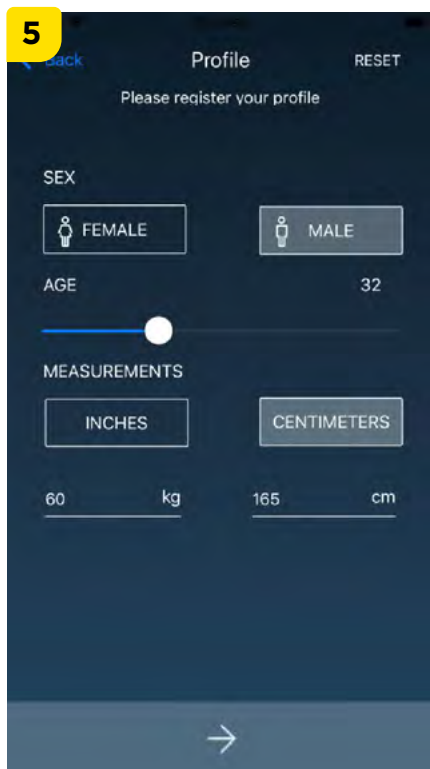 5
Back Profile RESET
Please register your profile
SEX
FEMALE MALE
AGE 32
MEASUREMENTS
INCHES CENTIMETERS
60 kg 165 cm